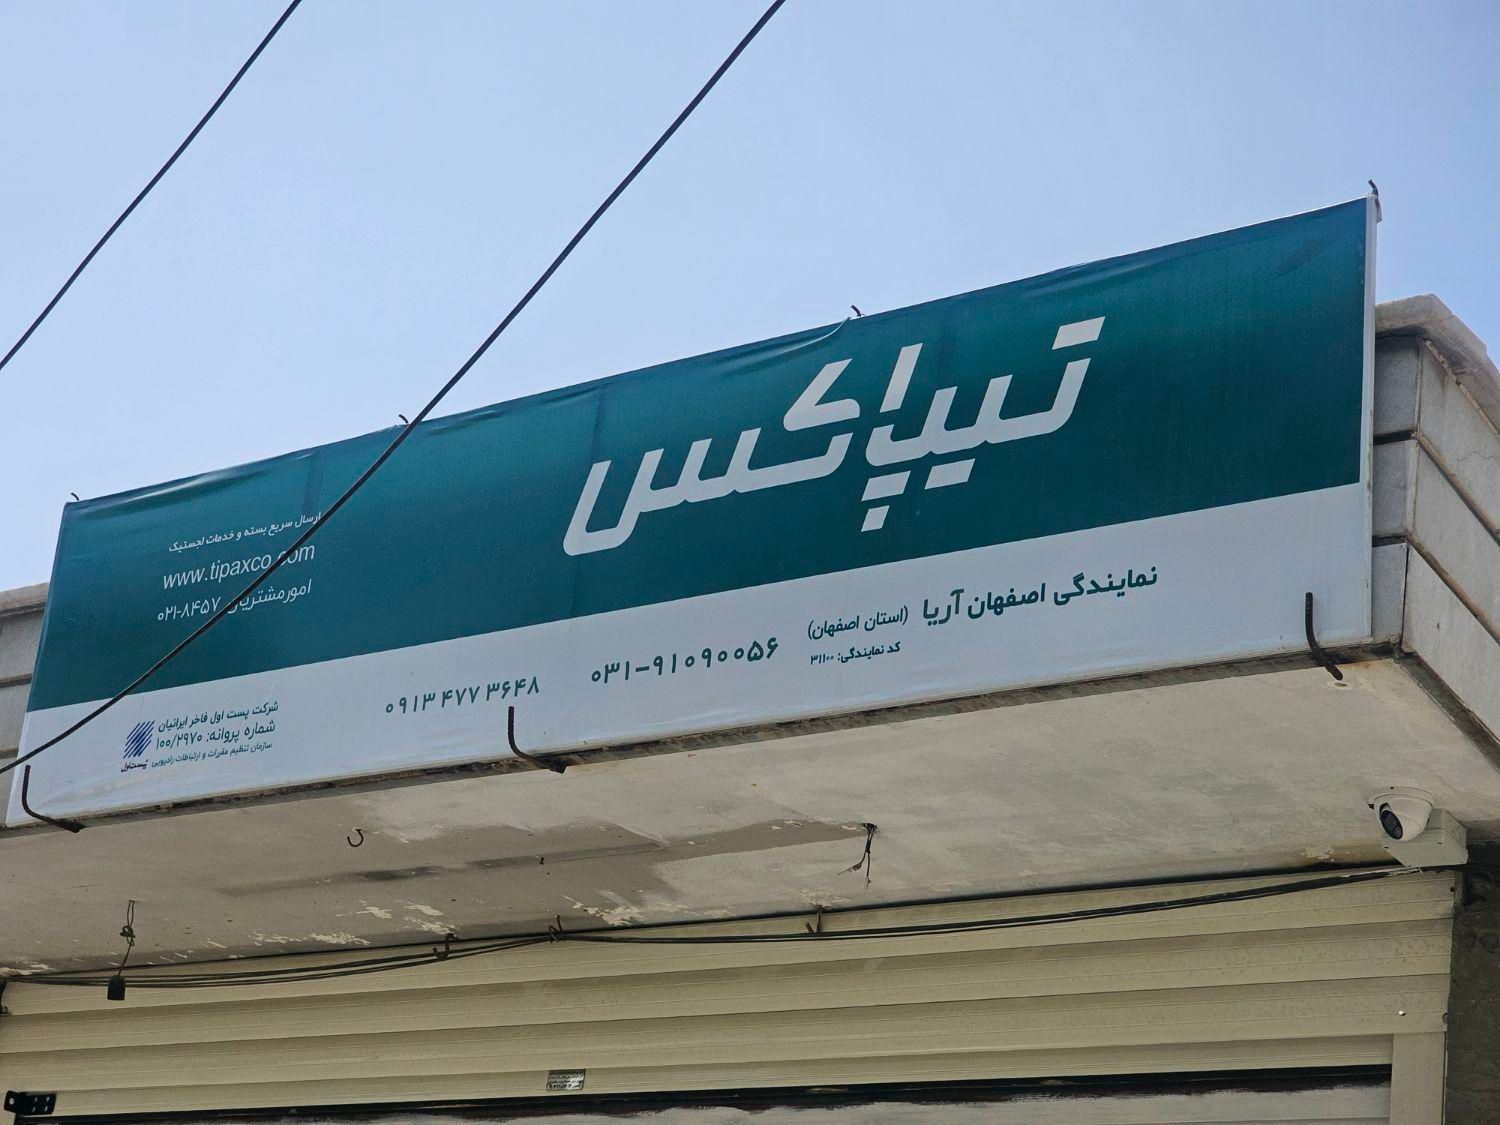 تیپاکس
ارسال سریع بسته و خدمات لجستیک
www.tipaxco.com
امورمشتریان ۰۲۱-۸۴۵۷
نمایندگی اصفهان آریا (استان اصفهان)
کد نمایندگی: ۳۱۱۰۰
۰۳۱-۹۱۰۹۰۰۵۶
۰۹۱۳ ۴۷۷ ۳۶۴۸
شرکت پست اول فاخر ایرانیان
شماره پروانه: ۱۰۰/۲۹۷۰
سازمان تنظیم مقررات و ارتباطات رادیویی
پست‌اول